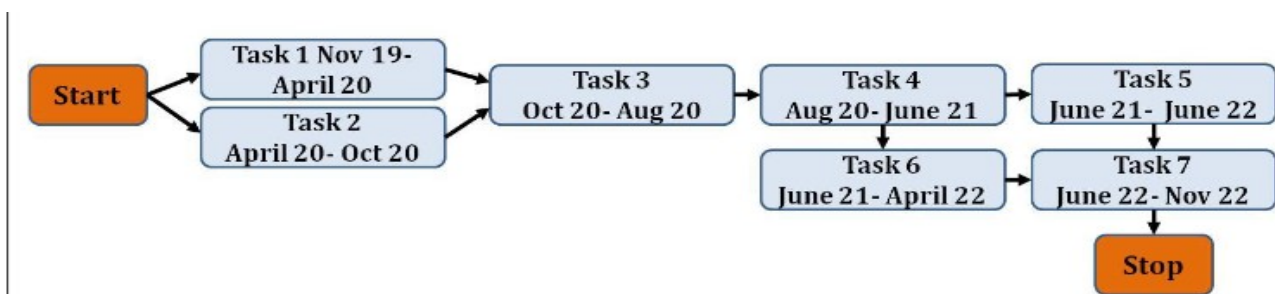 Start
Task 1 Nov 19-
April 20
Task 2
April 20- Oct 20
Task 3
Oct 20- Aug 20
Task 4
Aug 20- June 21
Task 5
June 21- June 22
Task 6
June 21- April 22
Task 7
June 22- Nov 22
Stop